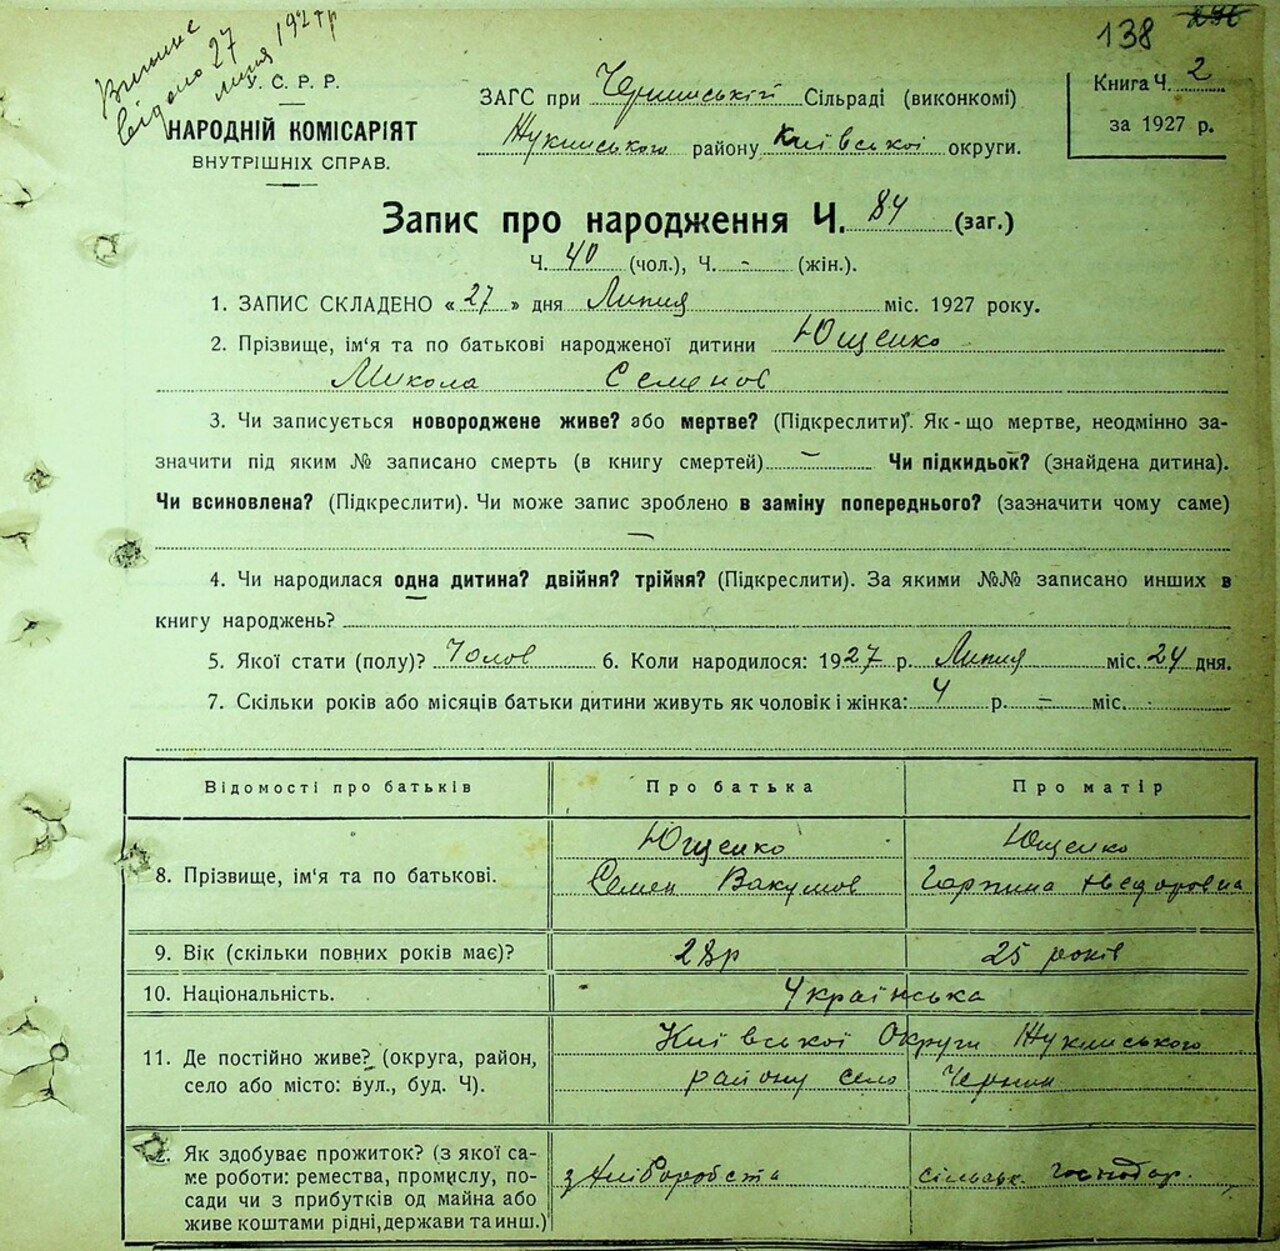 Виписк
видано 27
липня 1927 р
138 236
У. С. Р. Р.
НАРОДНІЙ КОМІСАРІЯТ
ВНУТРІШНІХ СПРАВ.
ЗАГС при Чернинській Сільраді (виконкомі)
Жукинського району Київської округи.
Книга Ч. 2
за 1927 р.
Запис про народження Ч. 84 (заг.)
Ч. 40 (чол.), Ч. - (жін.).
1. ЗАПИС СКЛАДЕНО « 27 » дня Липня міс. 1927 року.
2. Прізвище, ім'я та по батькові народженої дитини Ющенко
Микола Семенов
3. Чи записується новороджене живе? або мертве? (Підкреслити). Як-що мертве, неодмінно за-
значити під яким № записано смерть (в книгу смертей) – Чи підкидьок? (знайдена дитина).
Чи всиновлена? (Підкреслити). Чи може запис зроблено в заміну попереднього? (зазначити чому саме)
–
4. Чи народилася одна дитина? двійня? трійня? (Підкреслити). За якими №№ записано инших в
книгу народжень?
5. Якої стати (полу)? Чолов 6. Коли народилося: 1927 р. Липня міс. 24 дня.
7. Скільки років або місяців батьки дитини живуть як чоловік і жінка: 4 р. – міс.
Відомості про батьків Про батька Про матір
Ющенко Ющенко
8. Прізвище, ім'я та по батькові. Семен Вакумов Горпина Федоровна
9. Вік (скільки повних років має)? 28р 25 років
10. Національність. Українська
11. Де постійно живе? (округа, район, Київської Округи Жукинського
село або місто: вул., буд. Ч). району село Чернин
12. Як здобуває прожиток? (з якої са-
ме роботи: ремества, промислу, по- з хліборобста сільськ. господар.
сади чи з прибутків од майна або
живе коштами рідні, держави та инш.)